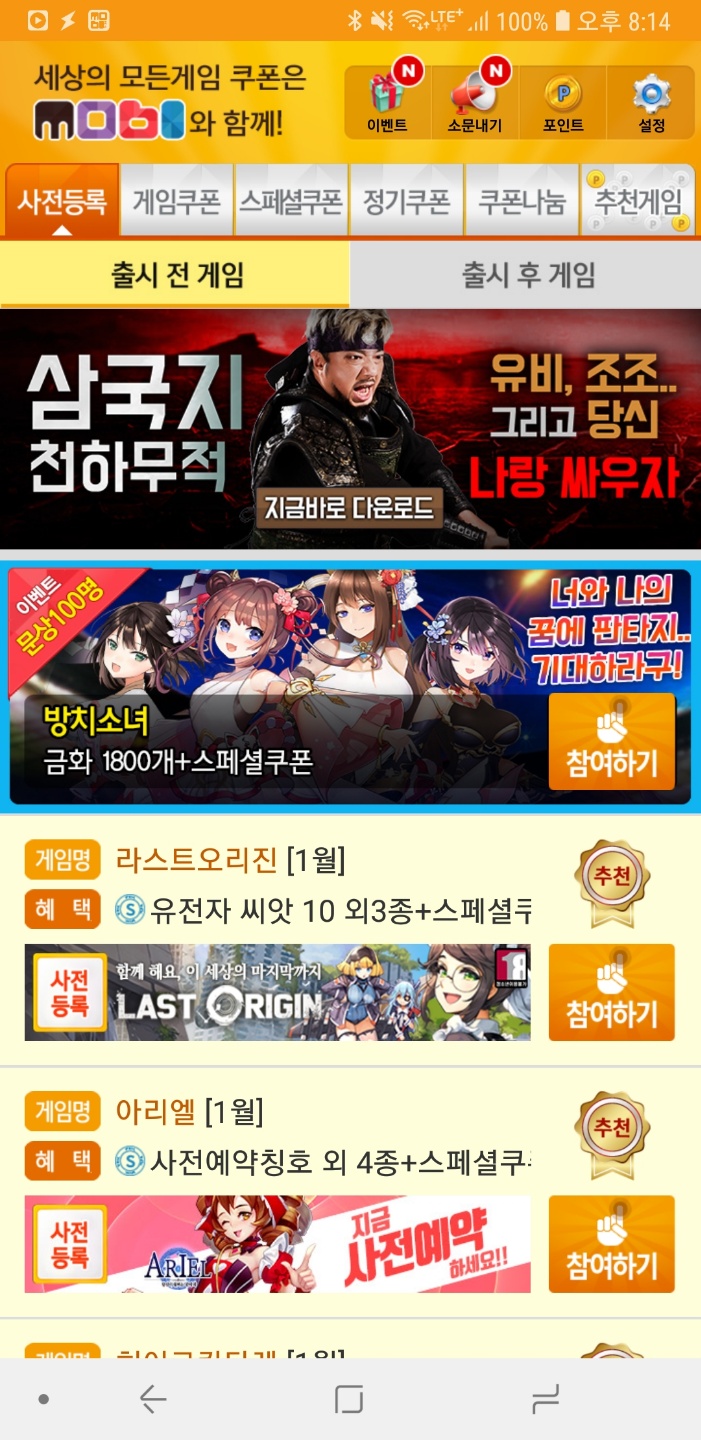 LTE+ 100% 오후 8:14
세상의 모든게임 쿠폰은
mobi와 함께!
N
이벤트
N
소문내기
P
포인트
설정
사전등록
게임쿠폰
스페셜쿠폰
정기쿠폰
쿠폰나눔
추천게임
출시 전 게임
출시 후 게임
삼국지
천하무적
유비, 조조..
그리고 당신
나랑 싸우자
지금바로 다운로드
이벤트
문상100명
너와 나의
꿈에 판타지..
기대하라구!
방치소녀
금화 1800개+스페셜쿠폰
참여하기
게임명 라스트오리진 [1월]
추천
혜 택 S 유전자 씨앗 10 외3종+스페셜쿠
사전
등록
함께 해요, 이 세상의 마지막까지
LAST ORIGIN
18
참여하기
게임명 아리엘 [1월]
추천
혜 택 S 사전예약칭호 외 4종+스페셜쿠
사전
등록
ARIEL
지금
사전예약
하세요!!
참여하기